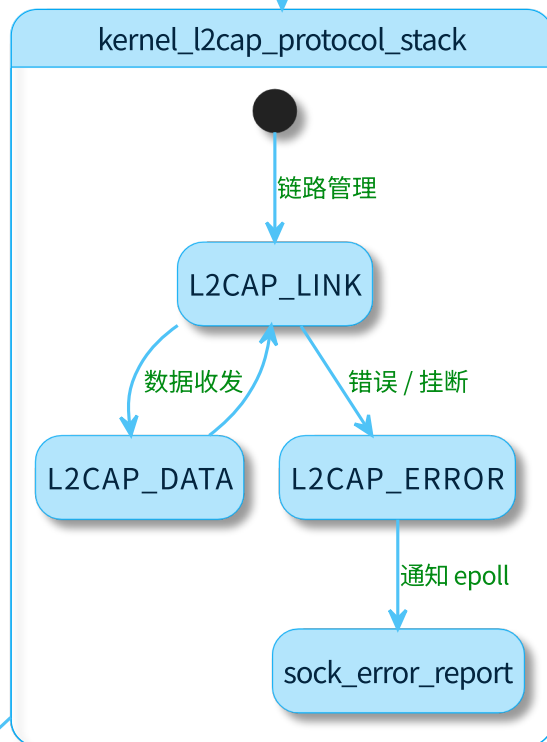 kernel_l2cap_protocol_stack
链路管理
L2CAP_LINK
数据收发
错误 / 挂断
L2CAP_DATA
L2CAP_ERROR
通知 epoll
sock_error_report